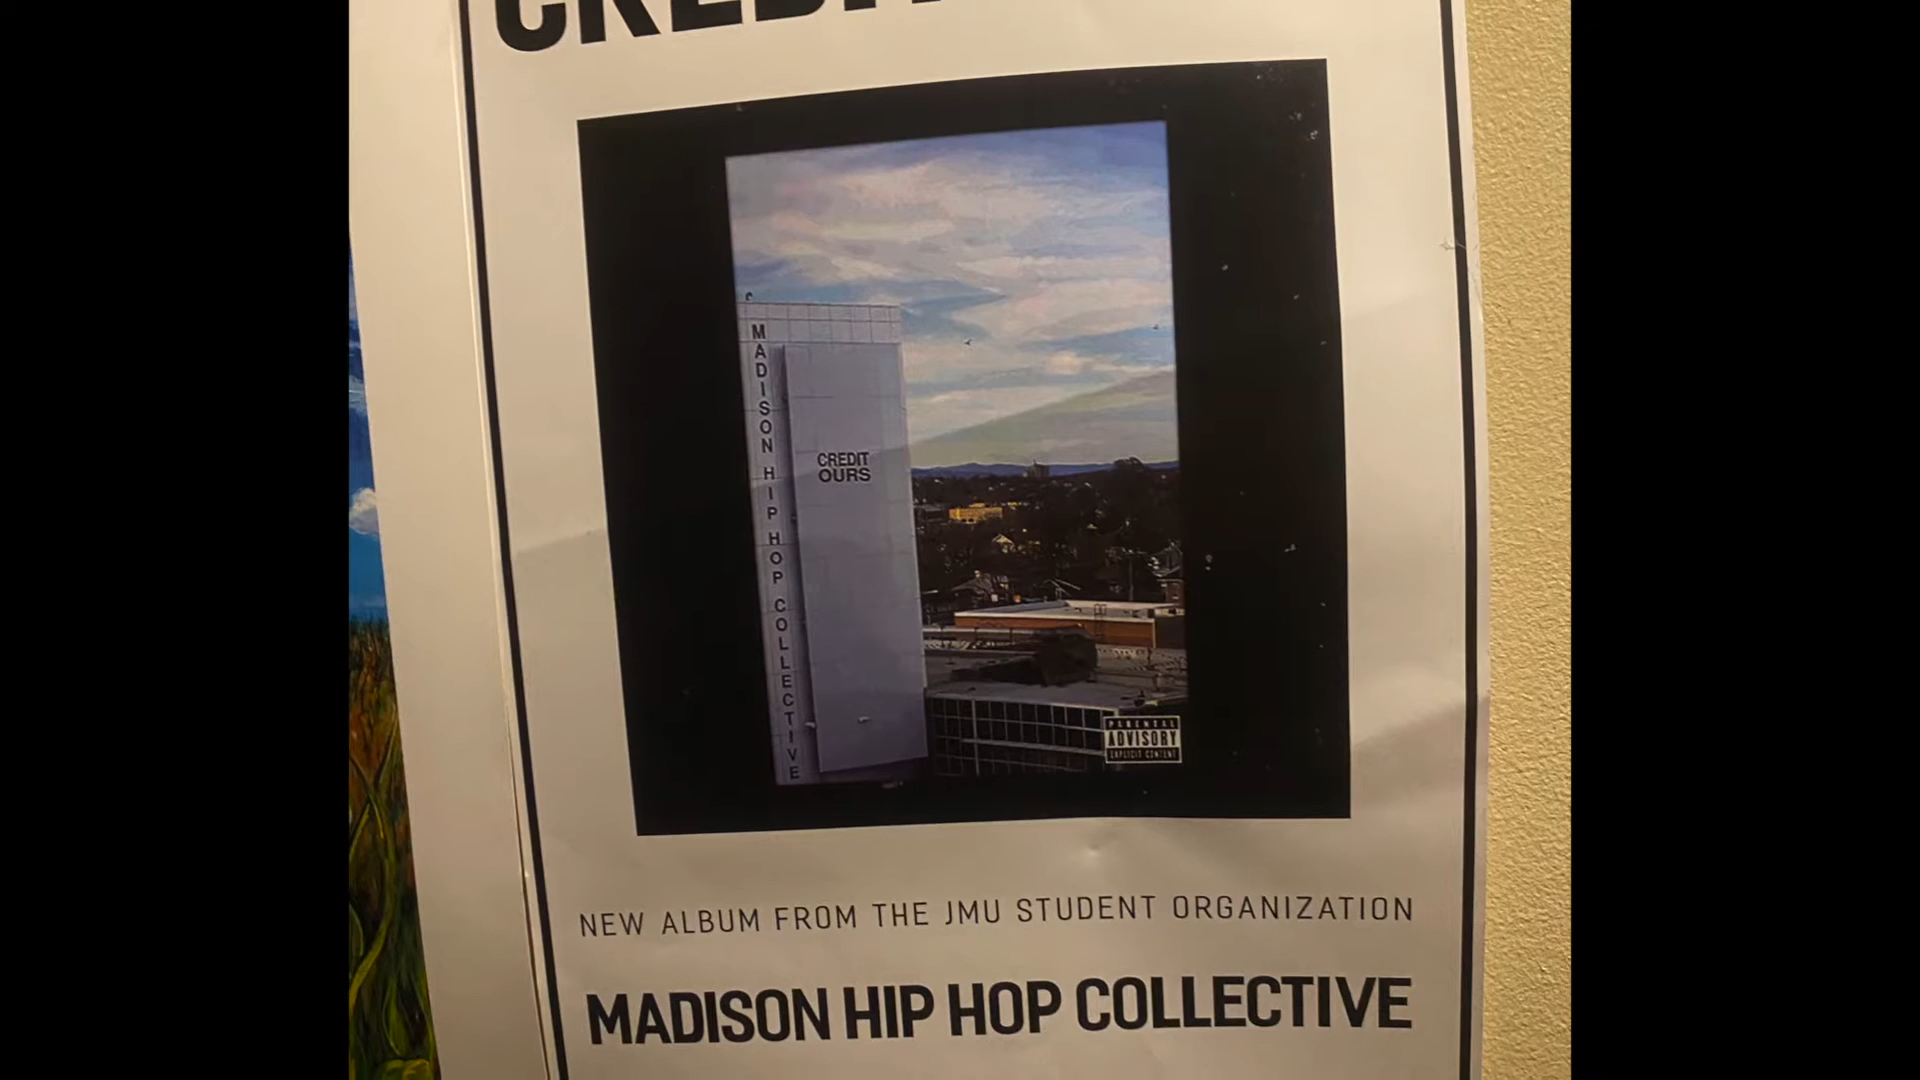 MADISON HIP HOP COLLECTIVE
CREDIT
OURS
PARENTAL
ADVISORY
EXPLICIT CONTENT
NEW ALBUM FROM THE JMU STUDENT ORGANIZATION
MADISON HIP HOP COLLECTIVE